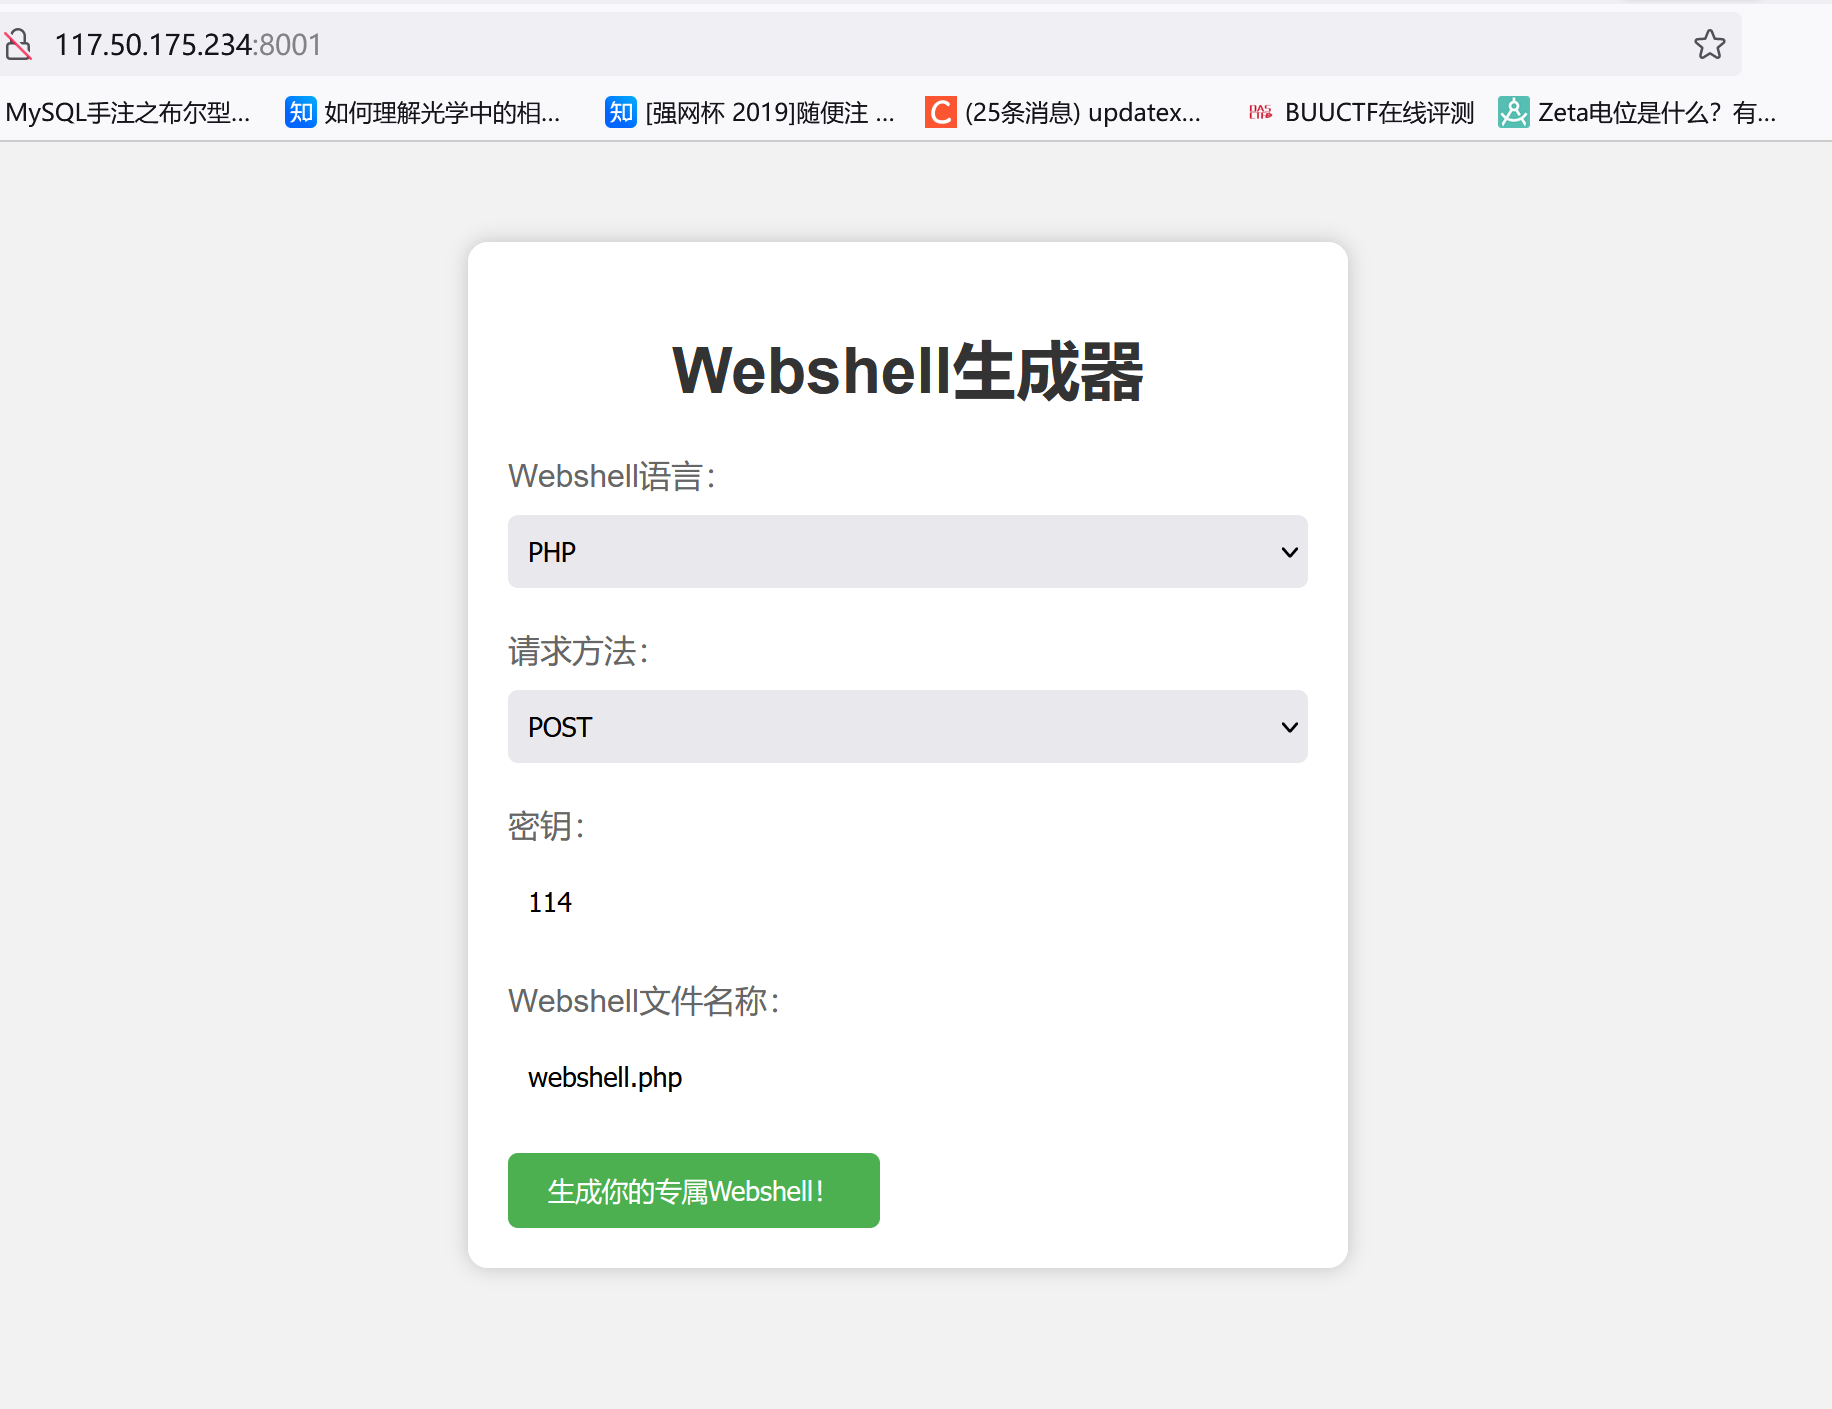 117.50.175.234:8001
MySQL手注之布尔型... 知 如何理解光学中的相... 知 [强网杯 2019]随便注 ... C (25条消息) updatex... DAS CTF BUUCTF在线评测 Zeta电位是什么？有...
Webshell生成器
Webshell语言：
PHP
请求方法：
POST
密钥：
114
Webshell文件名称：
webshell.php
生成你的专属Webshell！